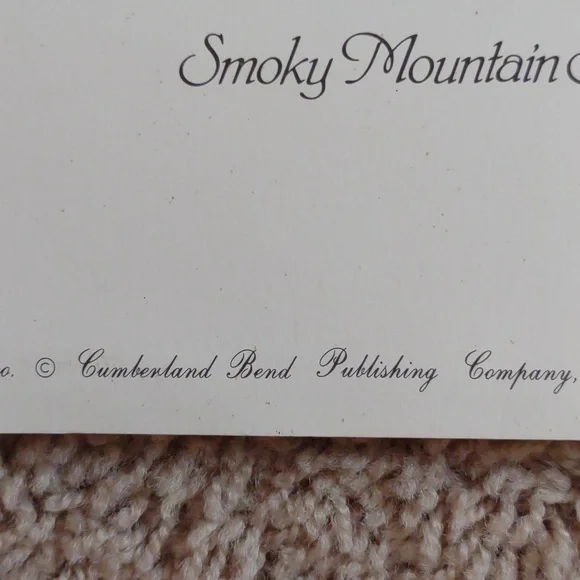 Smoky Mountain
o. © Cumberland Bend Publishing Company,